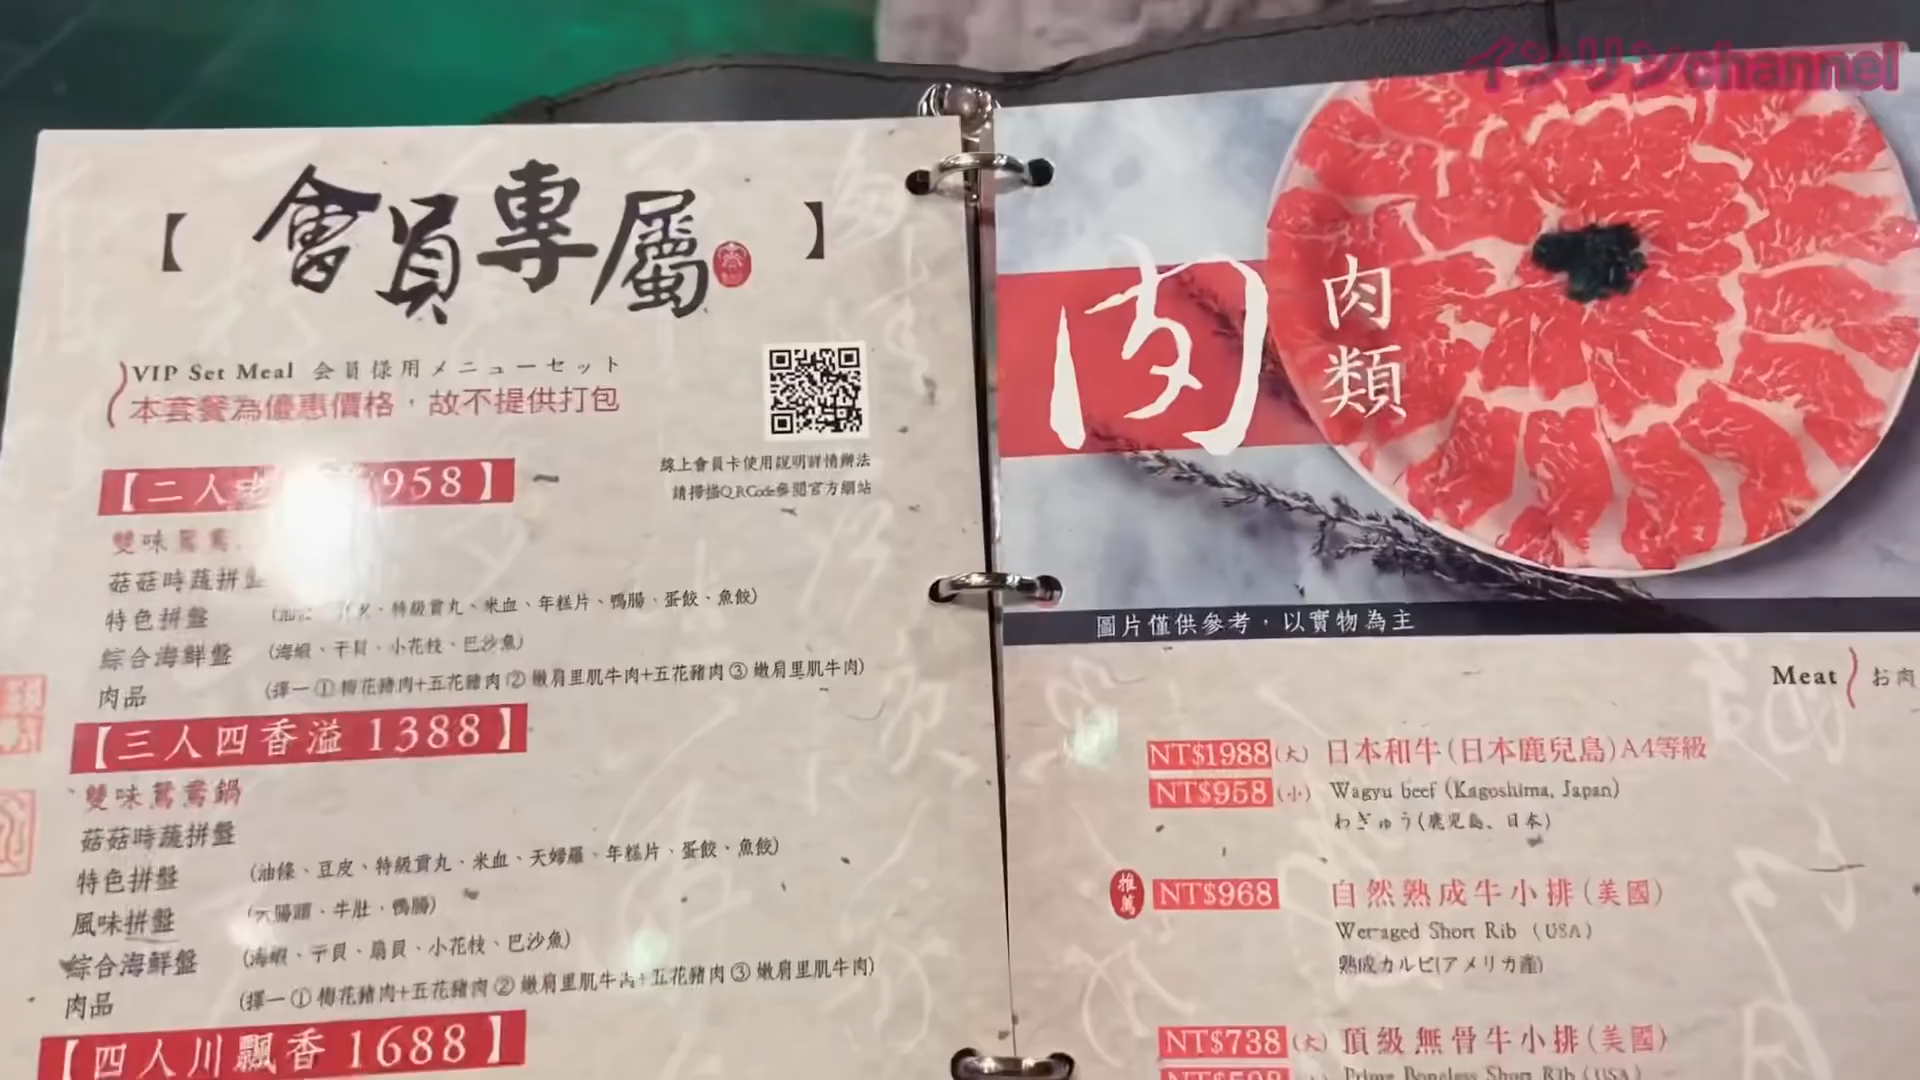 インリンchannel
【會員專屬】
VIP Set Meal 会員様用メニューセット
本套餐為優惠價格，故不提供打包
線上會員卡使用說明詳情辦法
請掃描QRCode參閱官方網站
【二人 958】
雙味鴛鴦
菇菇時蔬拼盤
特色拼盤 、特級貢丸、米血、年糕片、鴨腸、蛋餃、魚餃)
綜合海鮮盤 (海蝦、干貝、小花枝、巴沙魚)
肉品 (擇一 ① 梅花豬肉+五花豬肉 ② 嫩肩里肌牛肉+五花豬肉 ③ 嫩肩里肌牛肉)
【三人四香溢 1388】
雙味鴛鴦鍋
菇菇時蔬拼盤
特色拼盤 (油條、豆皮、特級貢丸、米血、天婦羅、年糕片、蛋餃、魚餃)
風味拼盤 、牛肚、鴨腸)
綜合海鮮盤 (海蝦、干貝、扇貝、小花枝、巴沙魚)
肉品 (擇一 ① 梅花豬肉+五花豬肉 ② 嫩肩里肌牛肉+五花豬肉 ③ 嫩肩里肌牛肉)
【四人川飄香 1688】
肉
肉類
圖片僅供參考，以實物為主
Meat お肉
NT$1988 (大) 日本和牛(日本鹿兒島)A4等級
NT$958 (小) Wagyu beef (Kagoshima, Japan)
わぎゅう(鹿児島、日本)
推薦 NT$968 自然熟成牛小排(美國)
Wet-aged Short Rib (USA)
熟成カルビ(アメリカ產)
NT$738 (大) 頂級無骨牛小排(美國)
NT$598 Prime Boneless Short Rib (USA)